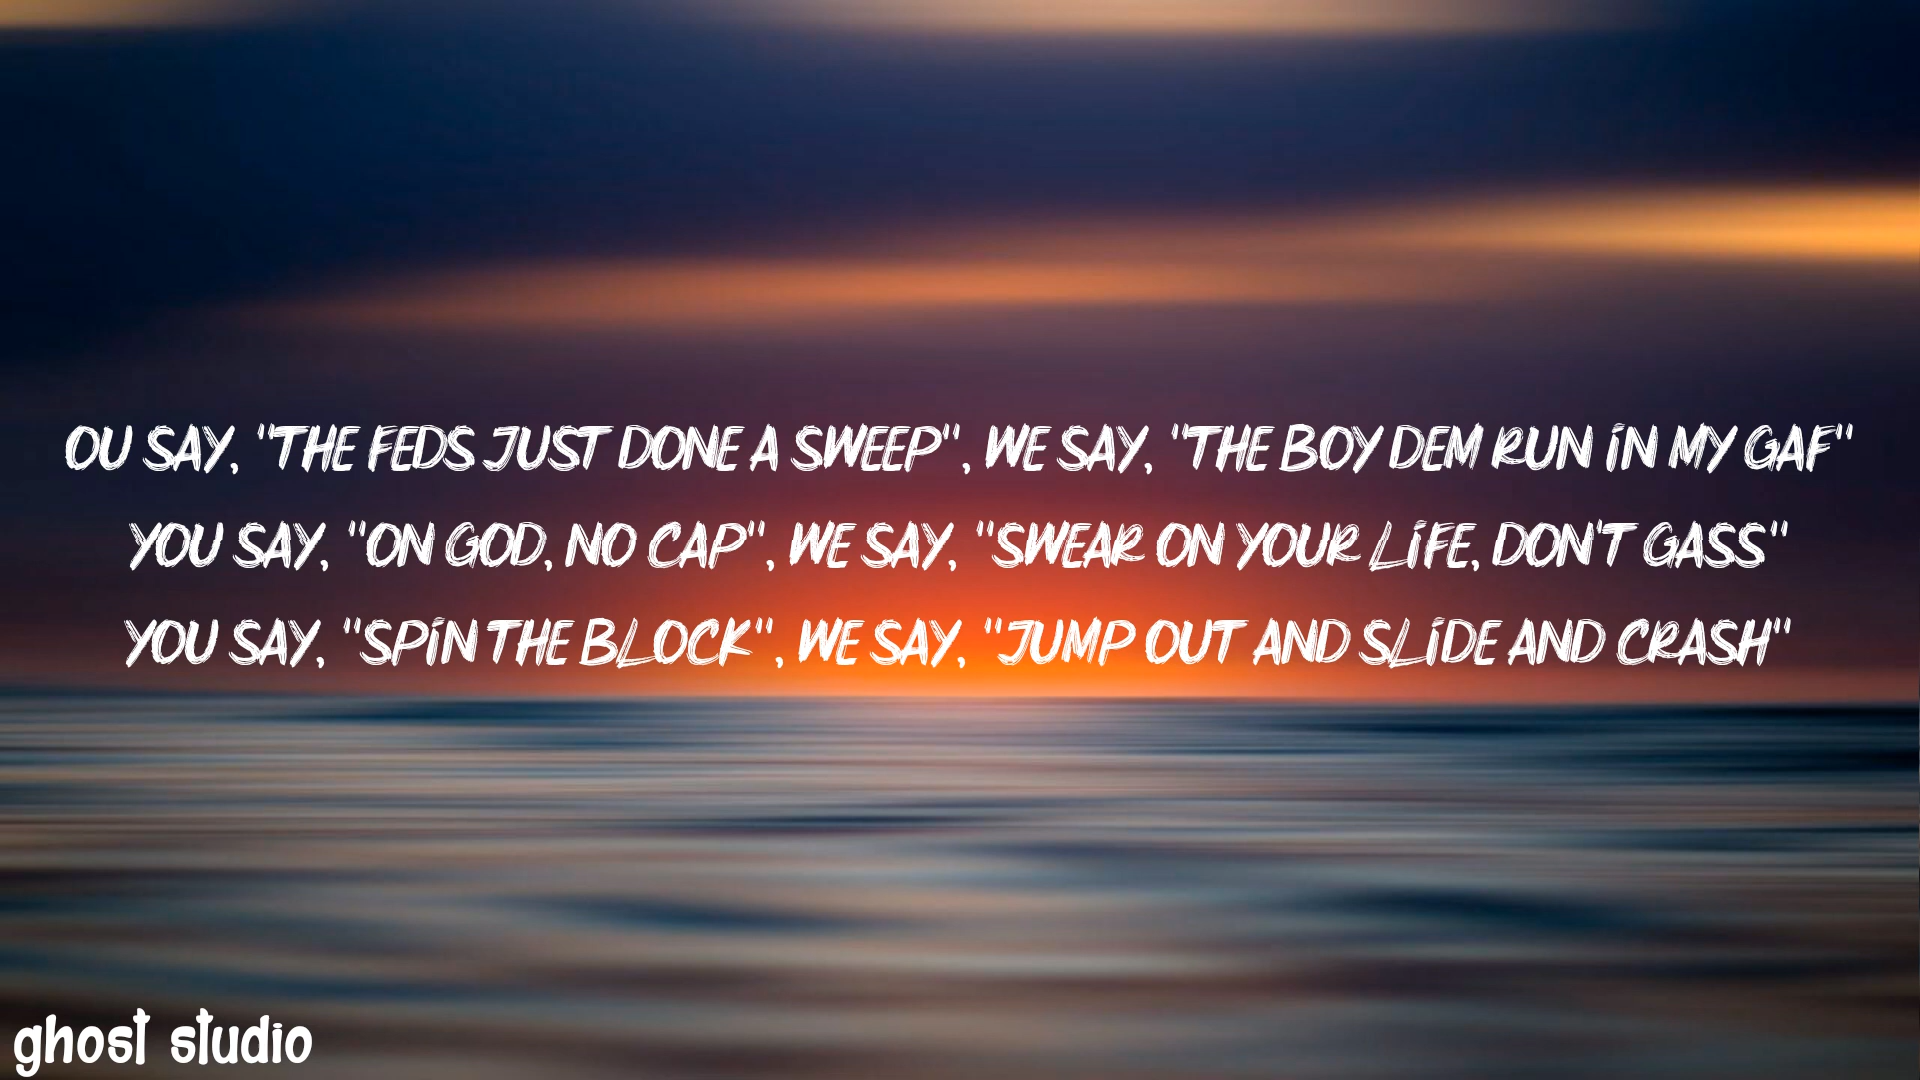 OU SAY, "THE FEDS JUST DONE A SWEEP", WE SAY, "THE BOY DEM RUN IN MY GAF"
YOU SAY, "ON GOD, NO CAP", WE SAY, "SWEAR ON YOUR LIFE, DON'T GASS"
YOU SAY, "SPIN THE BLOCK", WE SAY, "JUMP OUT AND SLIDE AND CRASH"
ghost studio